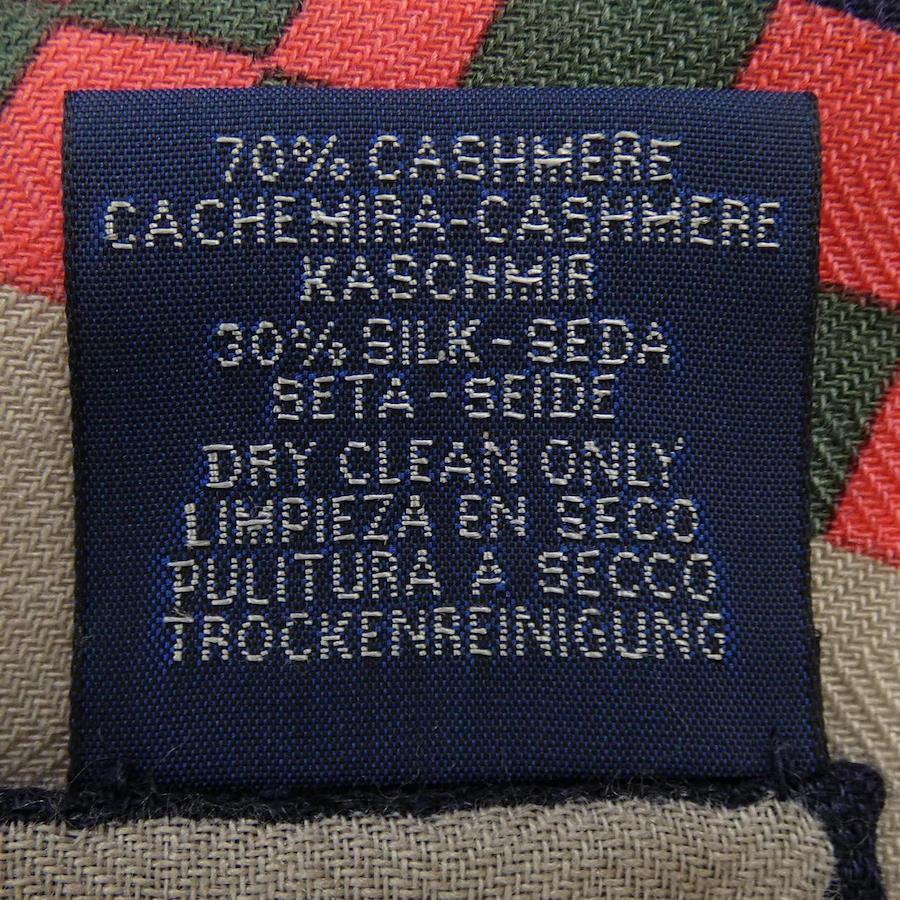 70% CASHMERE
CACHEMIRA-CASHMERE
KASCHMIR
30% SILK-SEDA
SETA-SEIDE
DRY CLEAN ONLY
LIMPIEZA EN SECO
PULITURA A SECCO
TROCKENREINIGUNG